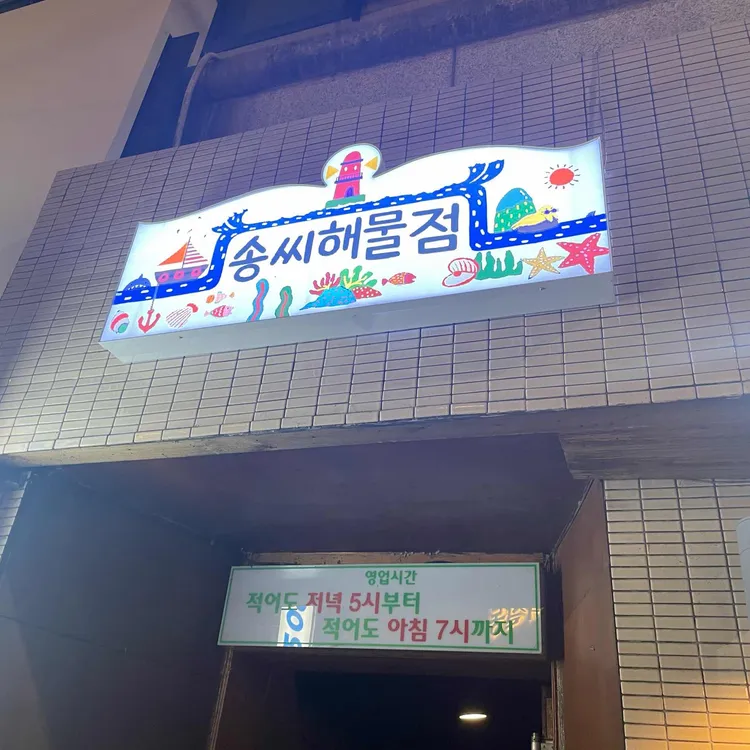 송씨해물점
영업시간
적어도 저녁 5시부터
적어도 아침 7시까지